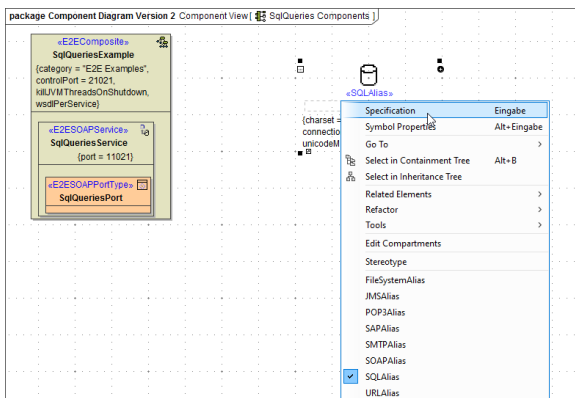 package Component Diagram Version 2 Component View [ SqlQueries Components ]
«E2EComposite»
SqlQueriesExample
{category = "E2E Examples",
controlPort = 21021,
killJVMThreadsOnShutdown,
wsdlPerService}
«E2ESOAPService»
SqlQueriesService
{port = 11021}
«E2ESOAPPortType»
SqlQueriesPort
«SQLAlias»
{charset =
connectio
unicodeM
Specification Eingabe
Symbol Properties Alt+Eingabe
Go To
Select in Containment Tree Alt+B
Select in Inheritance Tree
Related Elements
Refactor
Tools
Edit Compartments
Stereotype
FileSystemAlias
JMSAlias
POP3Alias
SAPAlias
SMTPAlias
SOAPAlias
SQLAlias
URLAlias